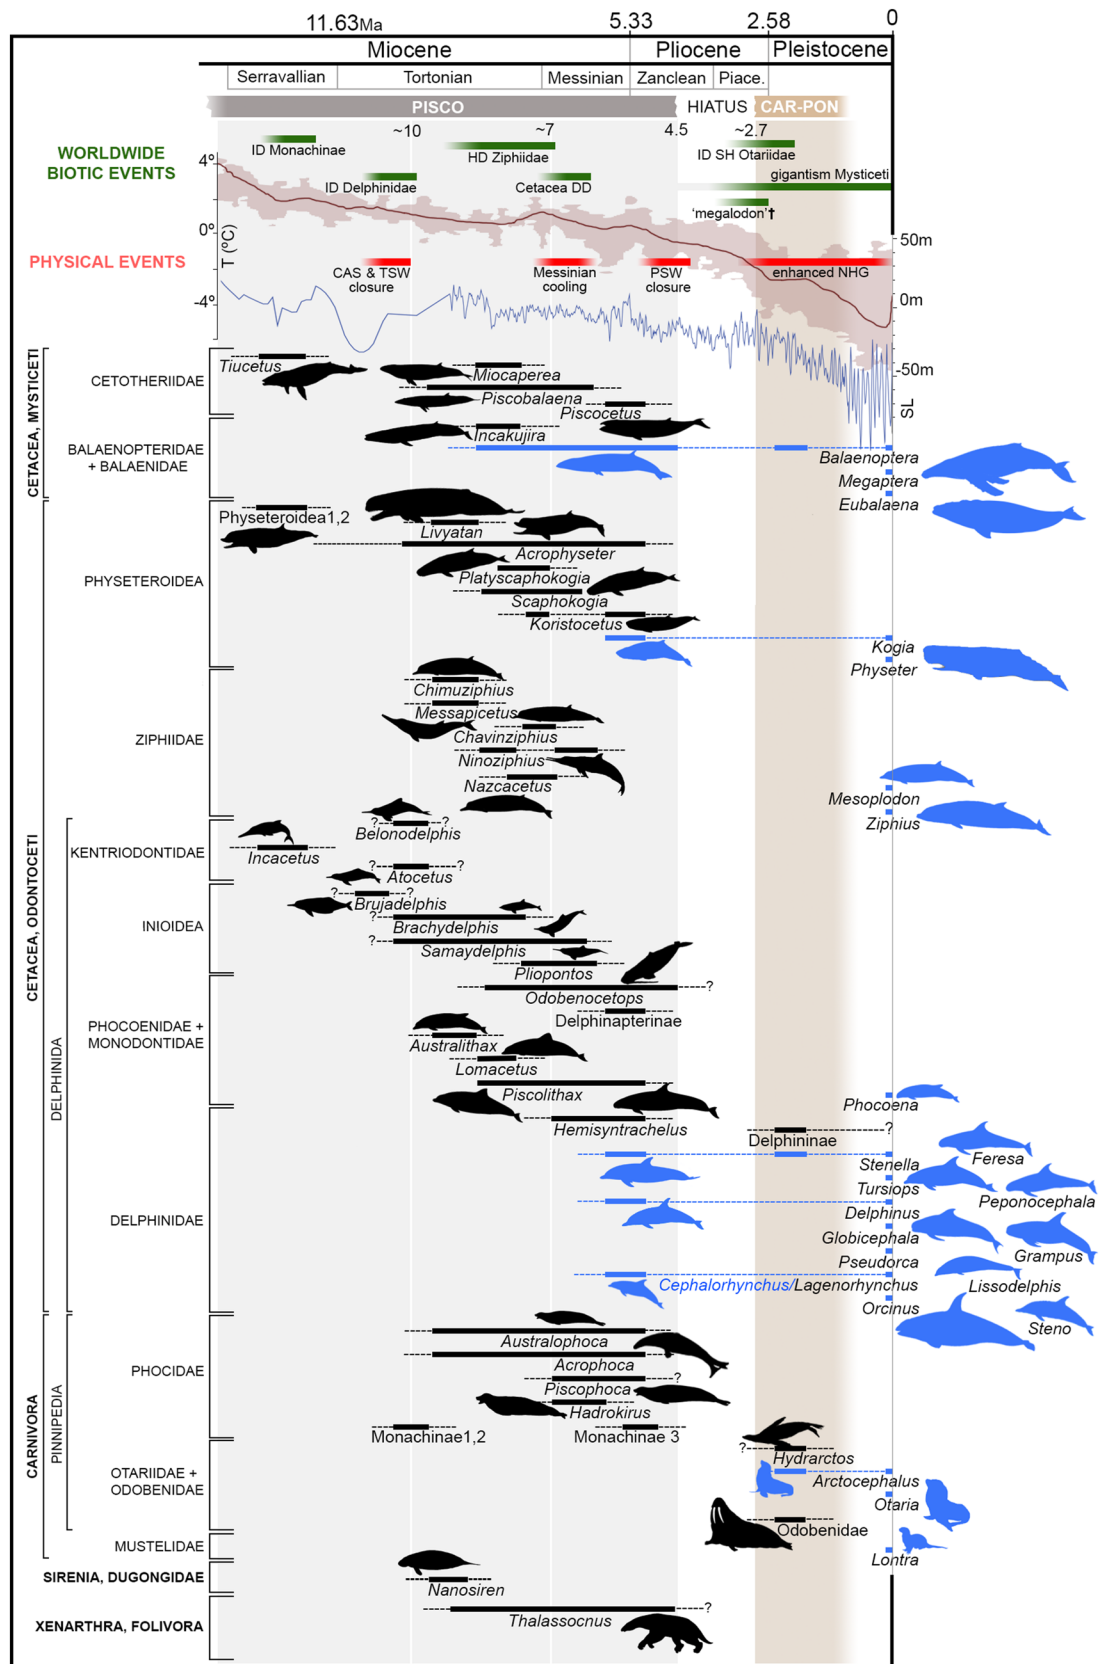 11.63Ma 5.33 2.58 0
Miocene Pliocene Pleistocene
Serravallian Tortonian Messinian Zanclean Piace.
PISCO HIATUS CAR-PON
~10 ~7 4.5 ~2.7
WORLDWIDE
BIOTIC EVENTS
ID Monachinae
HD Ziphiidae
ID SH Otariidae
ID Delphinidae
Cetacea DD
gigantism Mysticeti
'megalodon'†
4º
0º
-4º
T (ºC)
50m
0m
-50m
SL
PHYSICAL EVENTS
CAS & TSW
closure
Messinian
cooling
PSW
closure
enhanced NHG
CETACEA, MYSTICETI
CETOTHERIIDAE
Tiucetus
Miocaperea
Piscobalaena
Piscocetus
BALAENOPTERIDAE
+ BALAENIDAE
Incakujira
Balaenoptera
Megaptera
Eubalaena
CETACEA, ODONTOCETI
PHYSETEROIDEA
Physeteroidea1,2
Livyatan
Acrophyseter
Platyscaphokogia
Scaphokogia
Koristocetus
Kogia
Physeter
ZIPHIIDAE
Chimuziphius
Messapicetus
Chavinziphius
Ninoziphius
Nazcacetus
Mesoplodon
Ziphius
DELPHINIDA
KENTRIODONTIDAE
? ?
Belonodelphis
Incacetus
? ?
Atocetus
INIOIDEA
? ?
Brujadelphis
?
Brachydelphis
?
Samaydelphis
Pliopontos
PHOCOENIDAE +
MONODONTIDAE
?
Odobenocetops
Delphinapterinae
Australithax
Lomacetus
Piscolithax
Phocoena
DELPHINIDAE
Hemisyntrachelus
?
Delphininae
Stenella
Feresa
Tursiops
Peponocephala
Delphinus
Globicephala
Grampus
Pseudorca
Lissodelphis
Cephalorhynchus/Lagenorhynchus
Orcinus
Steno
CARNIVORA
PINNIPEDIA
PHOCIDAE
Australophoca
Acrophoca
?
Piscophoca
Hadrokirus
Monachinae1,2
Monachinae 3
OTARIIDAE +
ODOBENIDAE
?
Hydrarctos
Arctocephalus
Otaria
Odobenidae
MUSTELIDAE
Lontra
SIRENIA, DUGONGIDAE
Nanosiren
XENARTHRA, FOLIVORA
?
Thalassocnus